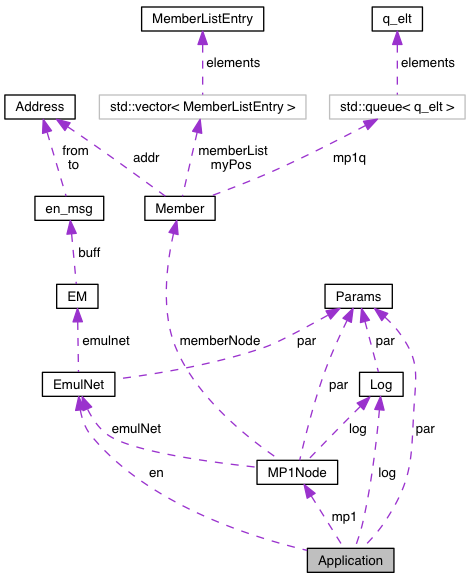 MemberListEntry
q_elt
elements
elements
Address
std::vector< MemberListEntry >
std::queue< q_elt >
from
to
addr
memberList
myPos
mp1q
en_msg
Member
buff
EM
Params
emulnet
memberNode
par
par
par
EmulNet
Log
emulNet
log
par
en
MP1Node
log
mp1
Application